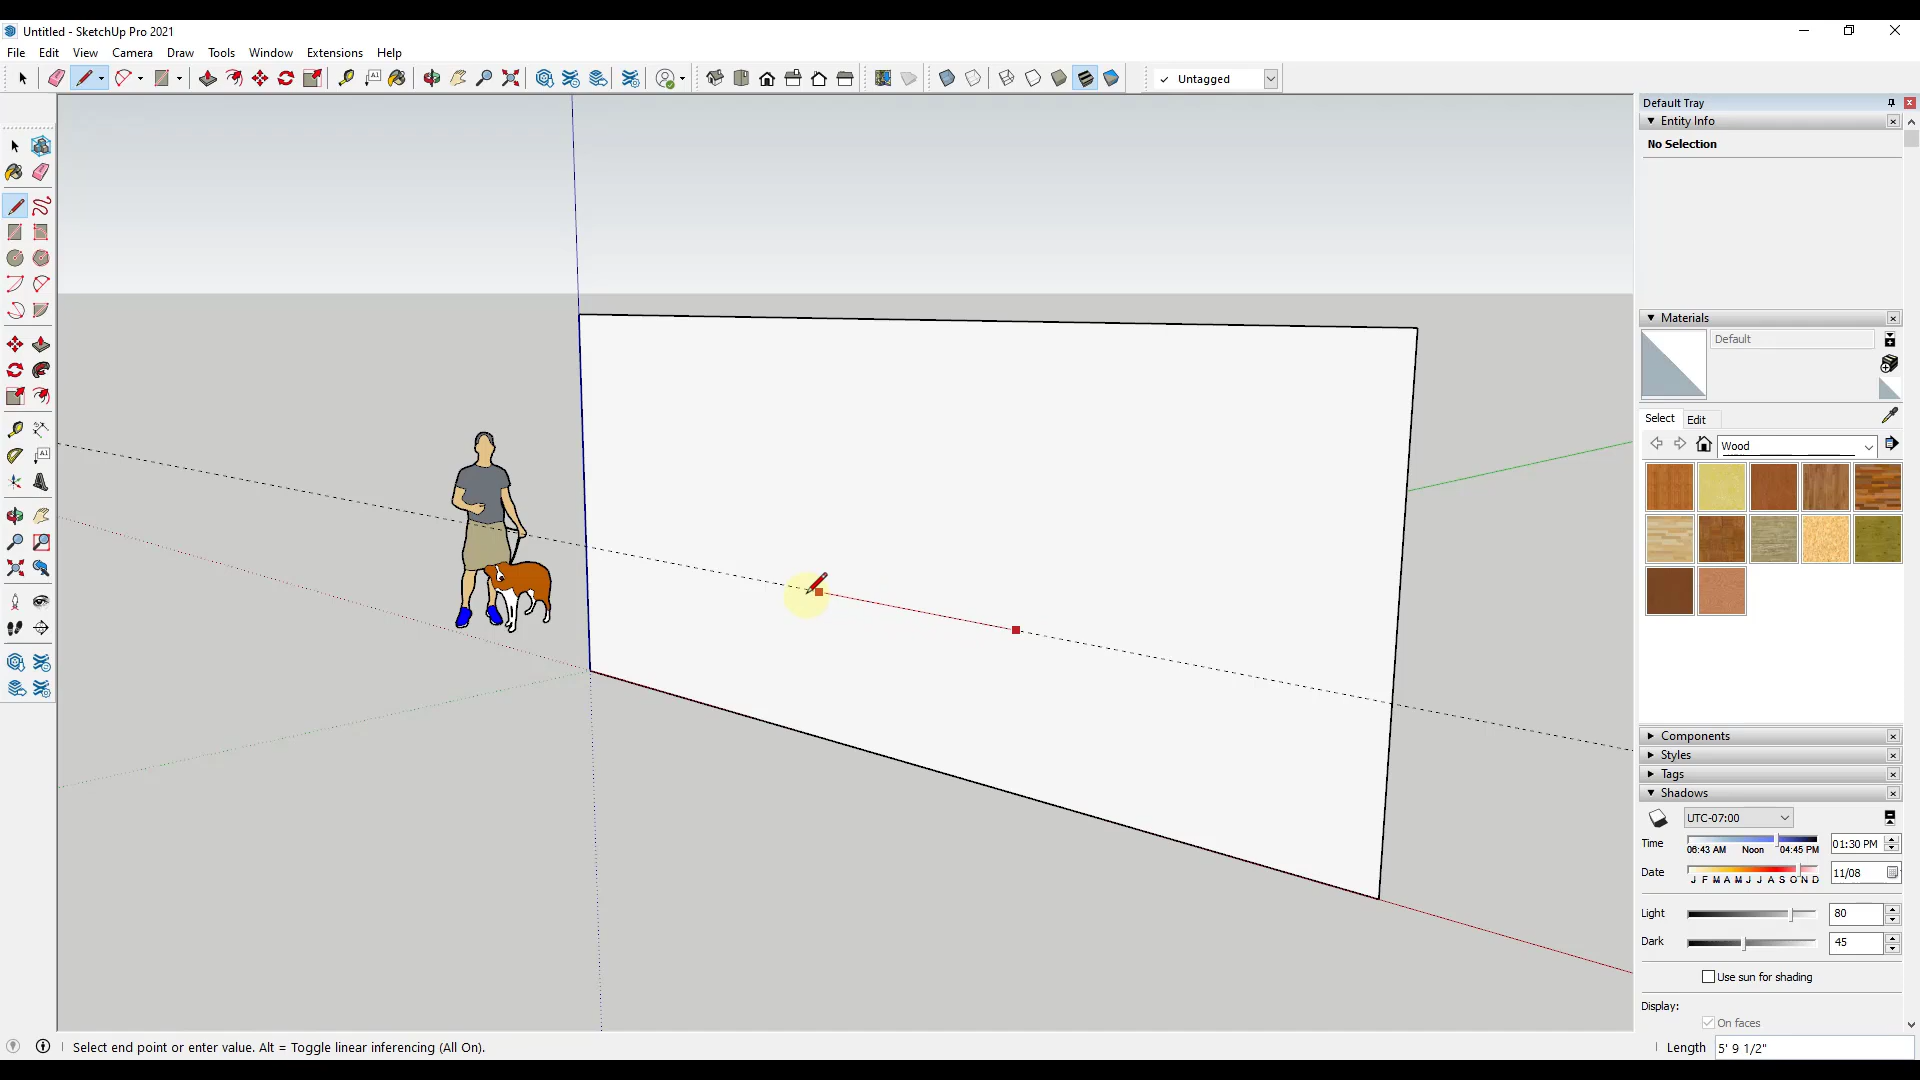 Untitled - SketchUp Pro 2021
File Edit View Camera Draw Tools Window Extensions Help
A1
Untagged
Default Tray
Entity Info
No Selection
Materials
Default
Select Edit
Wood
A1
Components
Styles
Tags
Shadows
UTC-07:00
Time 06:43 AM Noon 04:45 PM 01:30 PM
Date J F M A M J J A S O N D 11/08
Light 80
Dark 45
Use sun for shading
Display:
On faces
Select end point or enter value. Alt = Toggle linear inferencing (All On).
Length 5' 9 1/2"